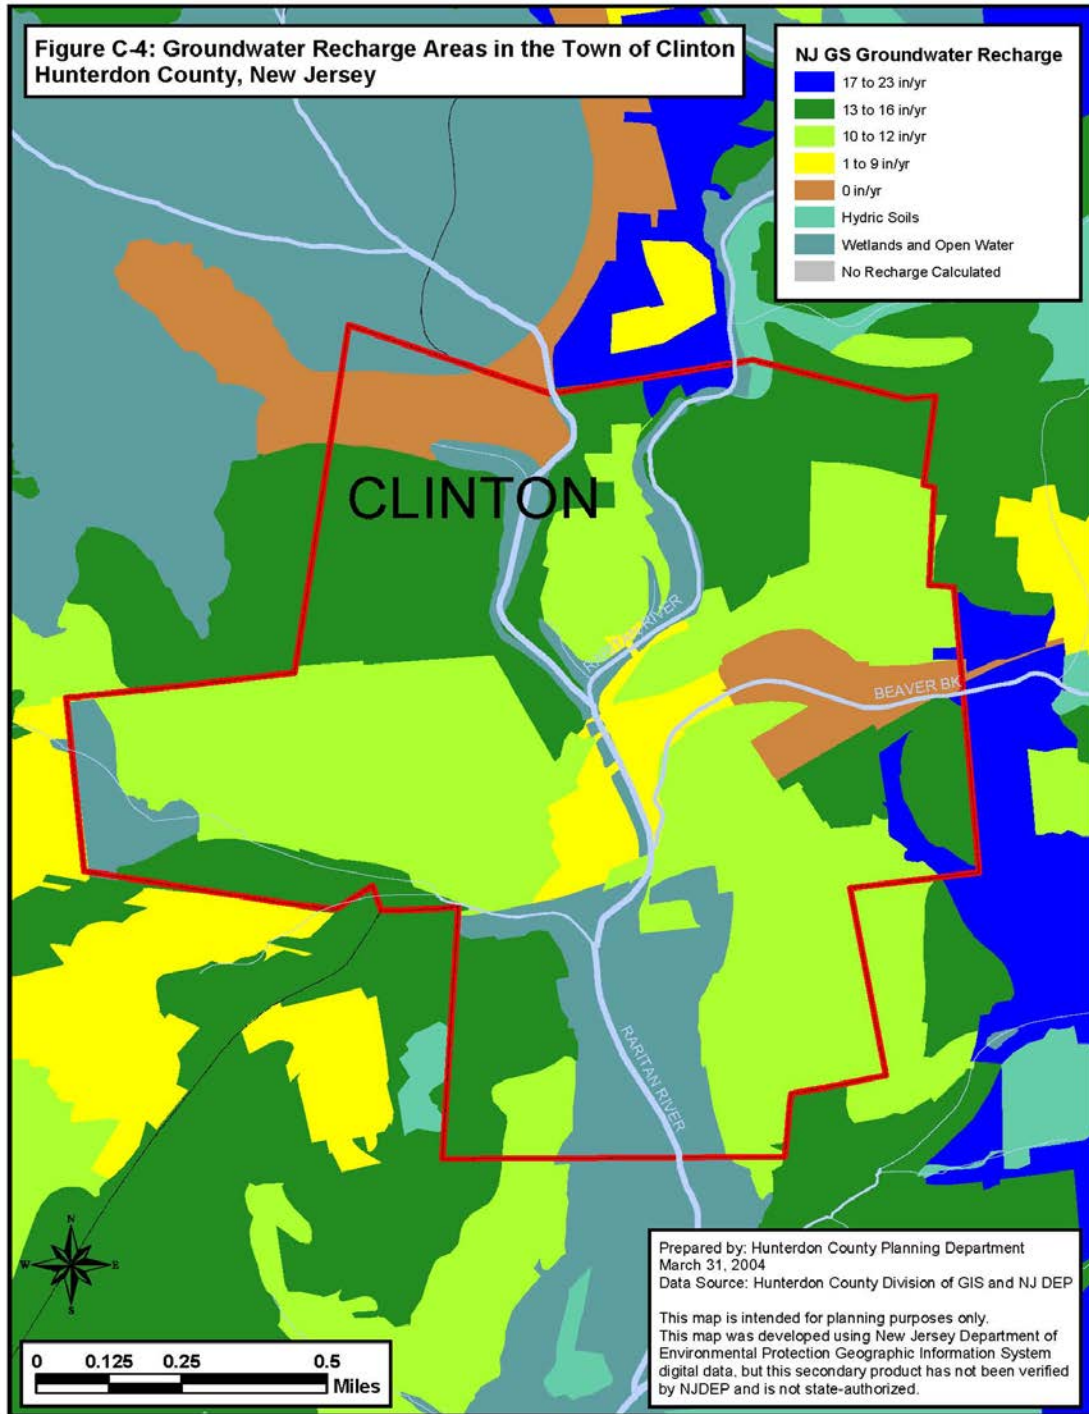 Figure C-4: Groundwater Recharge Areas in the Town of Clinton
Hunterdon County, New Jersey
NJ GS Groundwater Recharge
17 to 23 in/yr
13 to 16 in/yr
10 to 12 in/yr
1 to 9 in/yr
0 in/yr
Hydric Soils
Wetlands and Open Water
No Recharge Calculated
CLINTON
RARITAN RIVER
BEAVER BK
RARITAN RIVER
N
W
E
S
0 0.125 0.25 0.5
Miles
Prepared by: Hunterdon County Planning Department
March 31, 2004
Data Source: Hunterdon County Division of GIS and NJ DEP
This map is intended for planning purposes only.
This map was developed using New Jersey Department of
Environmental Protection Geographic Information System
digital data, but this secondary product has not been verified
by NJDEP and is not state-authorized.